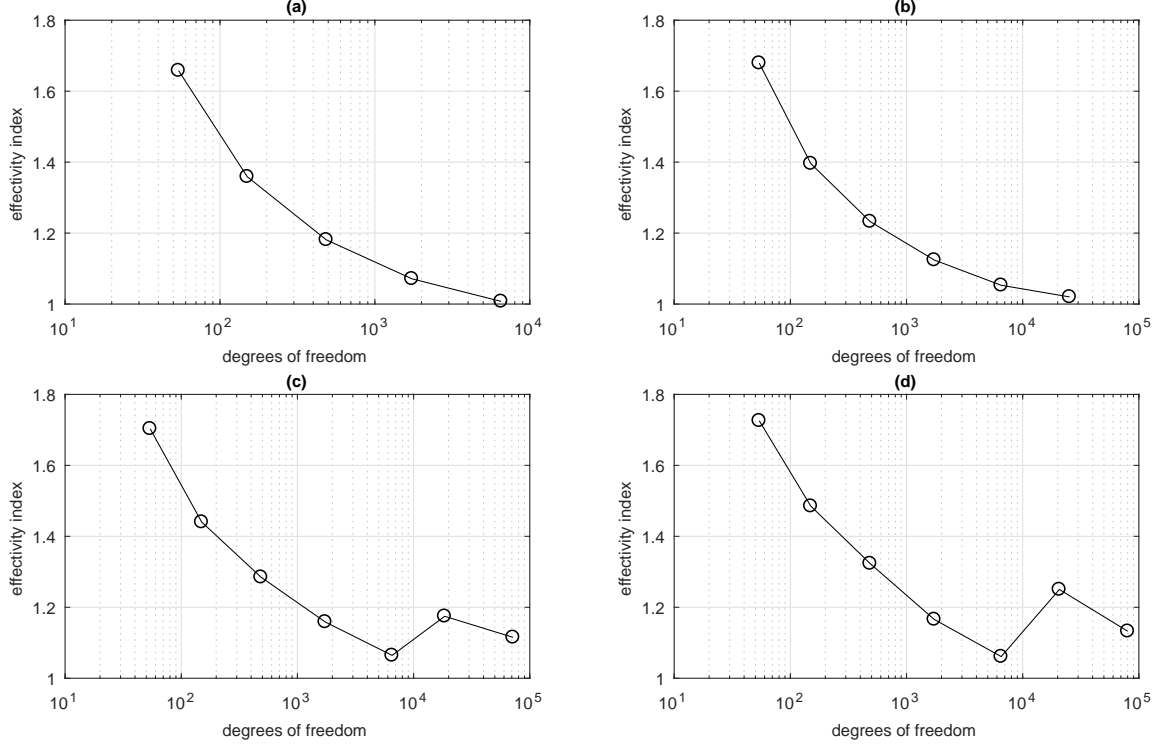 (a)
effectivity index
1.8
1.6
1.4
1.2
1
10^1 10^2 10^3 10^4
degrees of freedom
(b)
effectivity index
1.8
1.6
1.4
1.2
1
10^1 10^2 10^3 10^4 10^5
degrees of freedom
(c)
effectivity index
1.8
1.6
1.4
1.2
1
10^1 10^2 10^3 10^4 10^5
degrees of freedom
(d)
effectivity index
1.8
1.6
1.4
1.2
1
10^1 10^2 10^3 10^4 10^5
degrees of freedom